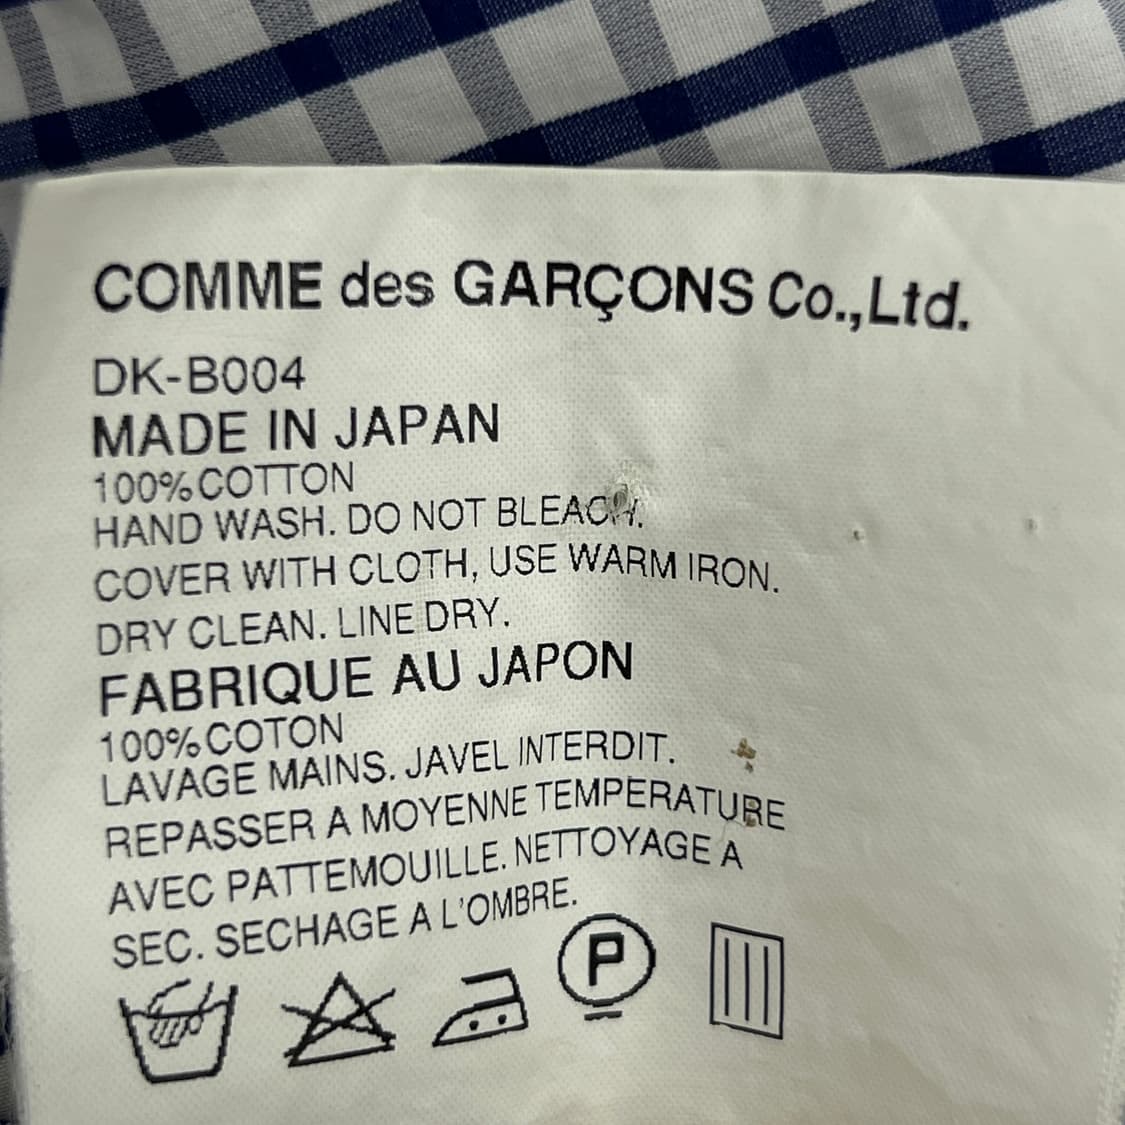 COMME des GARÇONS Co.,Ltd.
DK-B004
MADE IN JAPAN
100%COTTON
HAND WASH. DO NOT BLEACH.
COVER WITH CLOTH, USE WARM IRON.
DRY CLEAN. LINE DRY.
FABRIQUE AU JAPON
100%COTON
LAVAGE MAINS. JAVEL INTERDIT.
REPASSER A MOYENNE TEMPERATURE
AVEC PATTEMOUILLE. NETTOYAGE A
SEC. SECHAGE A L'OMBRE.
P